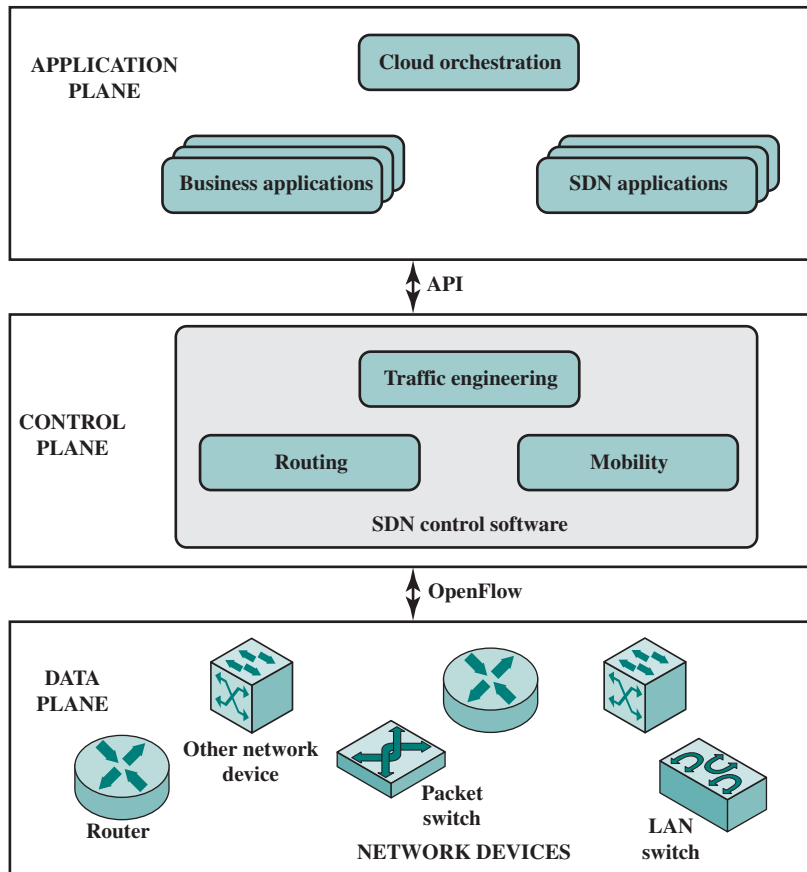 APPLICATION
PLANE
Cloud orchestration
Business applications
SDN applications
API
CONTROL
PLANE
Traffic engineering
Routing
Mobility
SDN control software
OpenFlow
DATA
PLANE
Other network
device
Router
Packet
switch
LAN
switch
NETWORK DEVICES